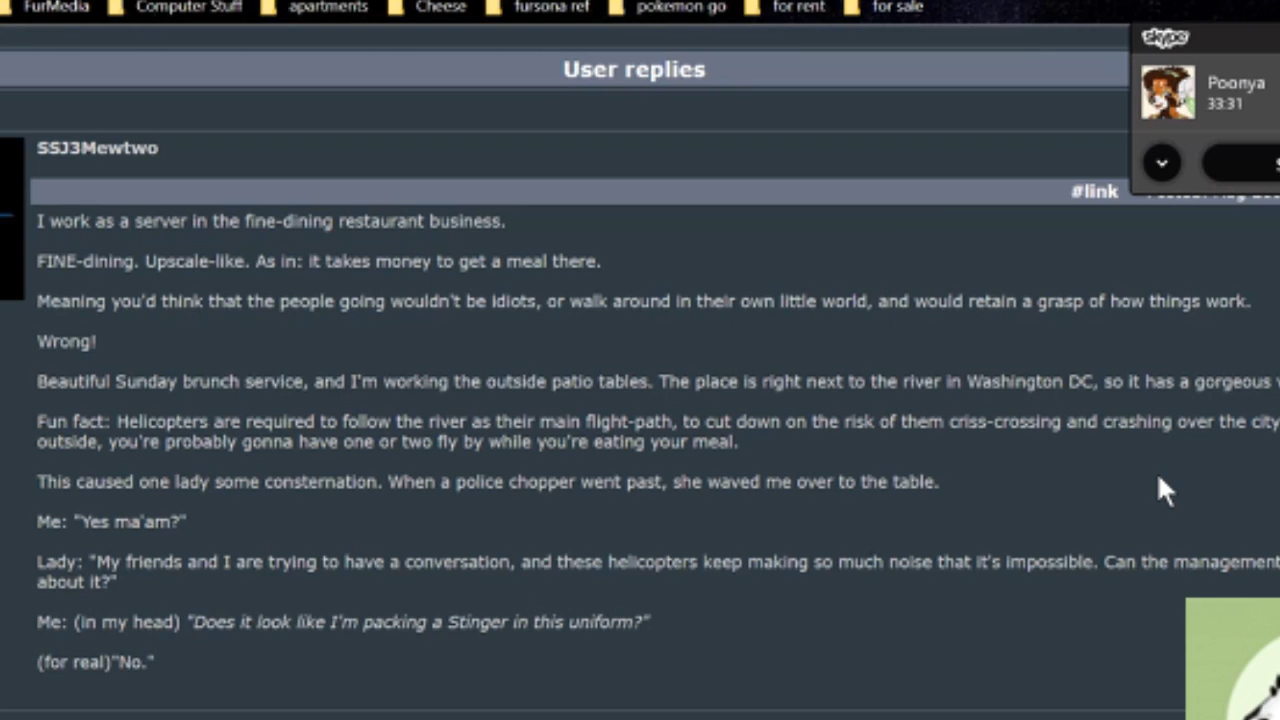 FurMedia Computer Stuff apartments Cheese fursona ref pokemon go for rent for sale
skype
User replies
Poonya
33:31
SSJ3Mewtwo
#link
I work as a server in the fine-dining restaurant business.
FINE-dining. Upscale-like. As in: it takes money to get a meal there.
Meaning you'd think that the people going wouldn't be idiots, or walk around in their own little world, and would retain a grasp of how things work.
Wrong!
Beautiful Sunday brunch service, and I'm working the outside patio tables. The place is right next to the river in Washington DC, so it has a gorgeous
Fun fact: Helicopters are required to follow the river as their main flight-path, to cut down on the risk of them criss-crossing and crashing over the city
outside, you're probably gonna have one or two fly by while you're eating your meal.
This caused one lady some consternation. When a police chopper went past, she waved me over to the table.
Me: "Yes ma'am?"
Lady: "My friends and I are trying to have a conversation, and these helicopters keep making so much noise that it's impossible. Can the management
about it?"
Me: (in my head) "Does it look like I'm packing a Stinger in this uniform?"
(for real)"No."